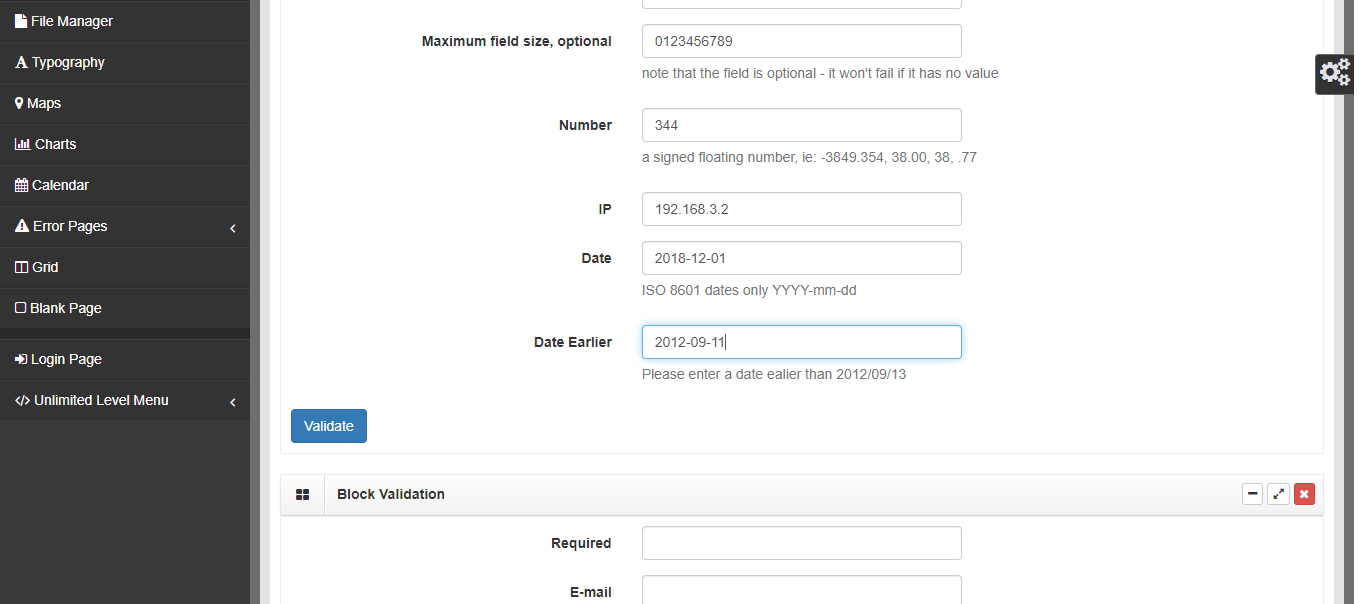 File Manager
Typography
Maps
Charts
Calendar
Error Pages
Grid
Blank Page
Login Page
Unlimited Level Menu
Maximum field size, optional
0123456789
note that the field is optional - it won't fail if it has no value
Number
344
a signed floating number, ie: -3849.354, 38.00, 38, .77
IP
192.168.3.2
Date
2018-12-01
ISO 8601 dates only YYYY-mm-dd
Date Earlier
2012-09-11
Please enter a date ealier than 2012/09/13
Validate
Block Validation
Required
E-mail